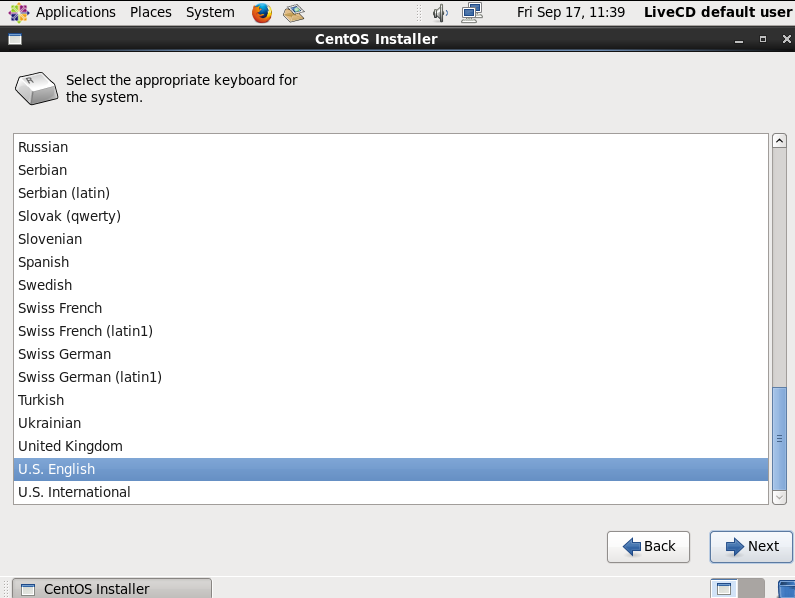 Applications Places System Fri Sep 17, 11:39 LiveCD default user
CentOS Installer
Select the appropriate keyboard for
the system.
Russian
Serbian
Serbian (latin)
Slovak (qwerty)
Slovenian
Spanish
Swedish
Swiss French
Swiss French (latin1)
Swiss German
Swiss German (latin1)
Turkish
Ukrainian
United Kingdom
U.S. English
U.S. International
Back Next
CentOS Installer